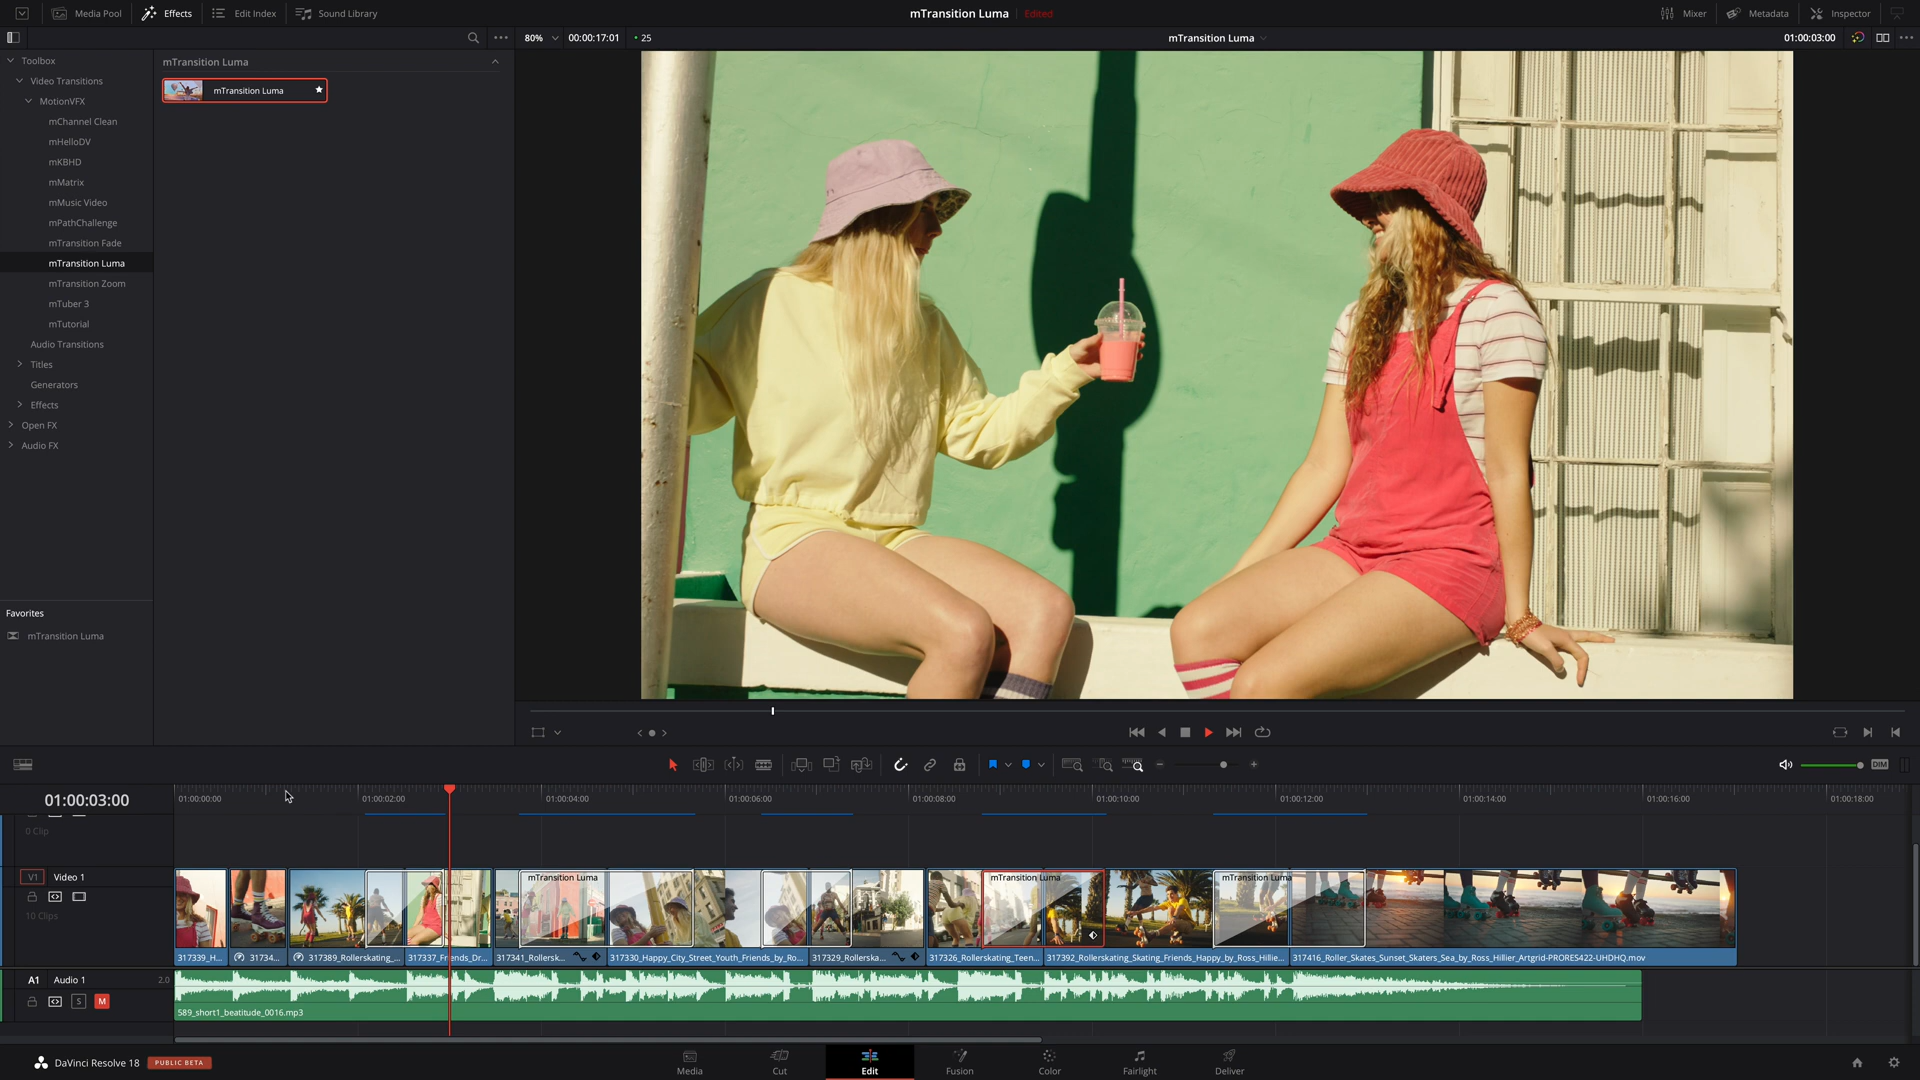 Media Pool
Effects
Edit Index
Sound Library
mTransition Luma
Edited
Mixer
Metadata
Inspector
80%
00:00:17:01
25
mTransition Luma
01:00:03:00
Toolbox
Video Transitions
MotionVFX
mChannel Clean
mHelloDV
mKBHD
mMatrix
mMusic Video
mPathChallenge
mTransition Fade
mTransition Luma
mTransition Zoom
mTuber 3
mTutorial
Audio Transitions
Titles
Generators
Effects
Open FX
Audio FX
mTransition Luma
mTransition Luma
Favorites
mTransition Luma
DIM
01:00:03:00
01:00:00:00
01:00:02:00
01:00:04:00
01:00:06:00
01:00:08:00
01:00:10:00
01:00:12:00
01:00:14:00
01:00:16:00
01:00:18:00
0 Clip
V1
Video 1
10 Clips
mTransition Luma
mTransition Luma
mTransition Luma
317339_H...
31734...
317389_Rollerskating_...
317337_Friends_Dr...
317341_Rollersk...
317330_Happy_City_Street_Youth_Friends_by_Ro...
317329_Rollerska...
317326_Rollerskating_Teen...
317392_Rollerskating_Skating_Friends_Happy_by_Ross_Hillie...
317416_Roller_Skates_Sunset_Skaters_Sea_by_Ross_Hillier_Artgrid-PRORES422-UHDHQ.mov
A1
Audio 1
2.0
S
M
589_short1_beatitude_0016.mp3
DaVinci Resolve 18
PUBLIC BETA
Media
Cut
Edit
Fusion
Color
Fairlight
Deliver